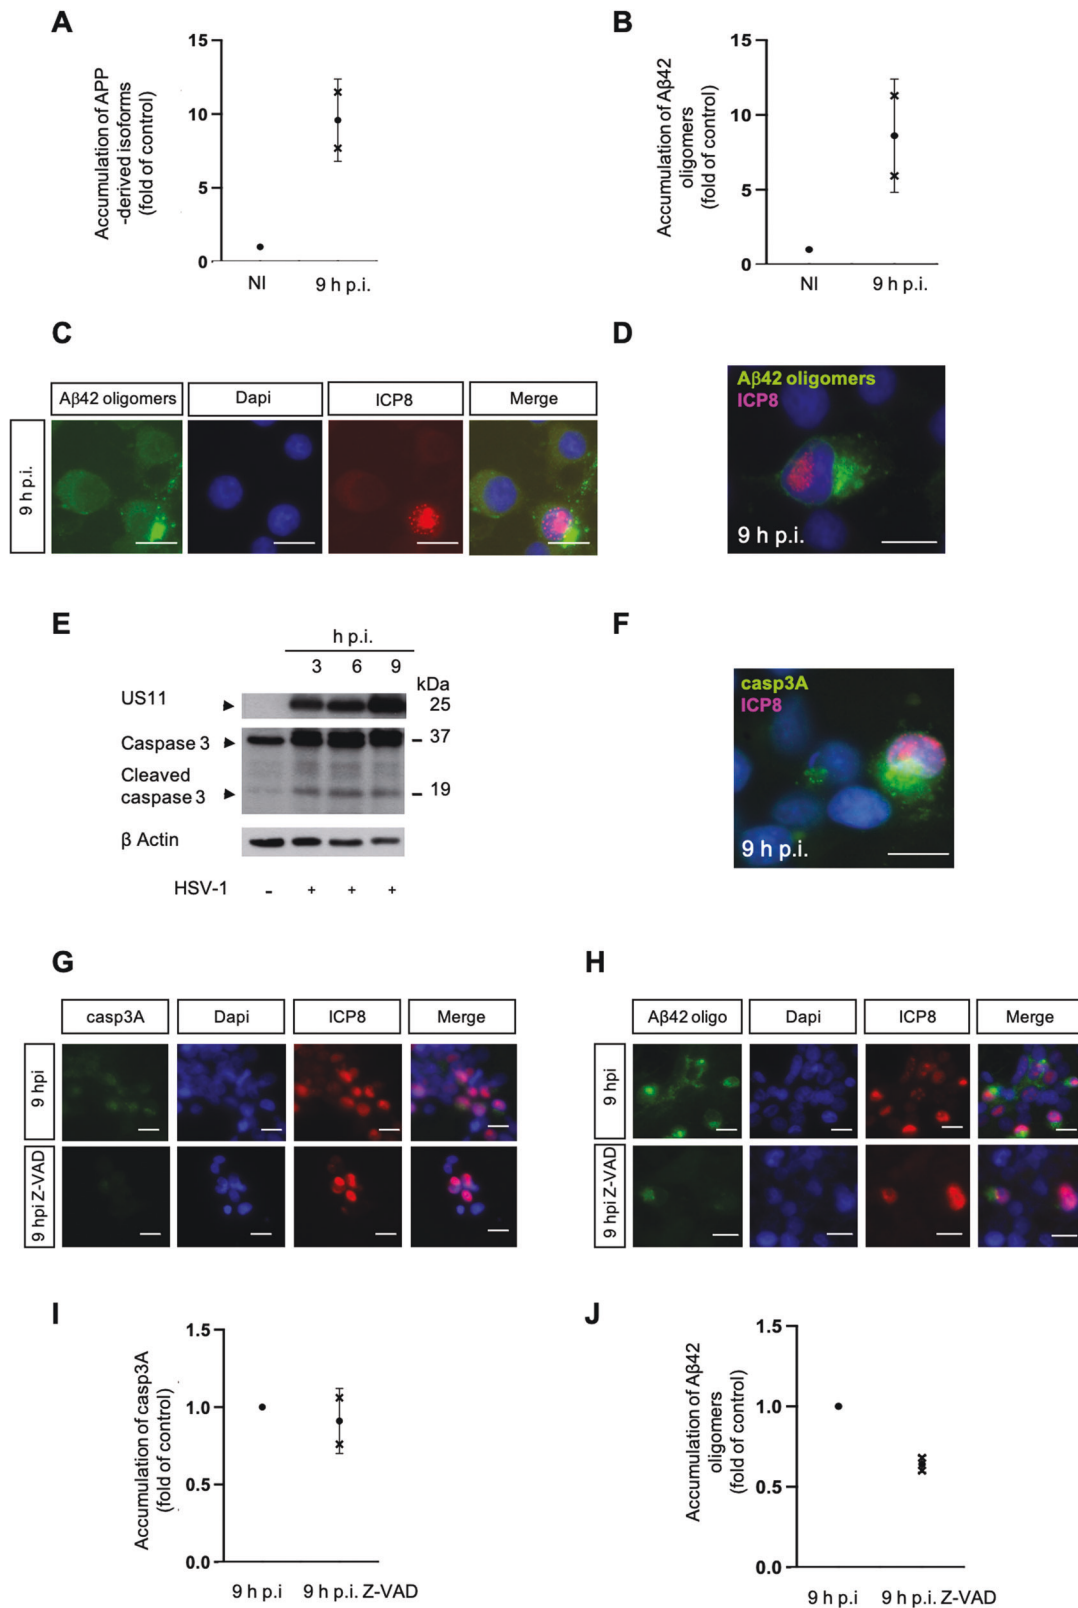 A
15
10
5
0
Accumulation of APP
-derived isoforms
(fold of control)
NI
9 h p.i.
B
15
10
5
0
Accumulation of Aβ42
oligomers
(fold of control)
NI
9 h p.i.
C
Aβ42 oligomers
Dapi
ICP8
Merge
9 h p.i.
D
Aβ42 oligomers
ICP8
9 h p.i.
E
h p.i.
3 6 9
kDa
US11
25
Caspase 3
37
Cleaved
caspase 3
19
β Actin
HSV-1 - + + +
F
casp3A
ICP8
9 h p.i.
G
casp3A
Dapi
ICP8
Merge
9 hpi
9 hpi Z-VAD
H
Aβ42 oligo
Dapi
ICP8
Merge
9 hpi
9 hpi Z-VAD
I
1.5
1.0
0.5
0.0
Accumulation of casp3A
(fold of control)
9 h p.i
9 h p.i. Z-VAD
J
1.5
1.0
0.5
0.0
Accumulation of Aβ42
oligomers
(fold of control)
9 h p.i
9 h p.i. Z-VAD